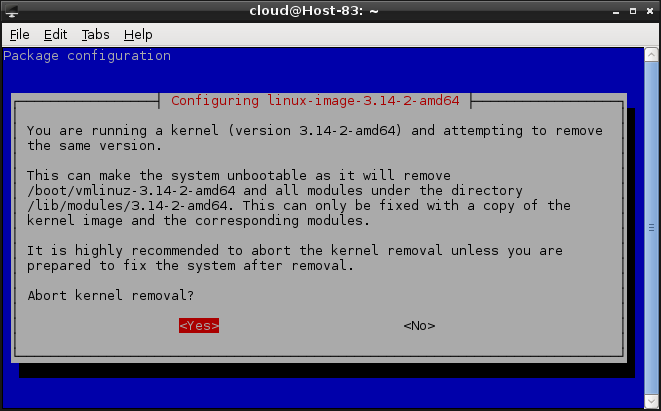 cloud@Host-83: ~
File Edit Tabs Help
Package configuration
Configuring linux-image-3.14-2-amd64
You are running a kernel (version 3.14-2-amd64) and attempting to remove
the same version.
This can make the system unbootable as it will remove
/boot/vmlinuz-3.14-2-amd64 and all modules under the directory
/lib/modules/3.14-2-amd64. This can only be fixed with a copy of the
kernel image and the corresponding modules.
It is highly recommended to abort the kernel removal unless you are
prepared to fix the system after removal.
Abort kernel removal?
<Yes> <No>